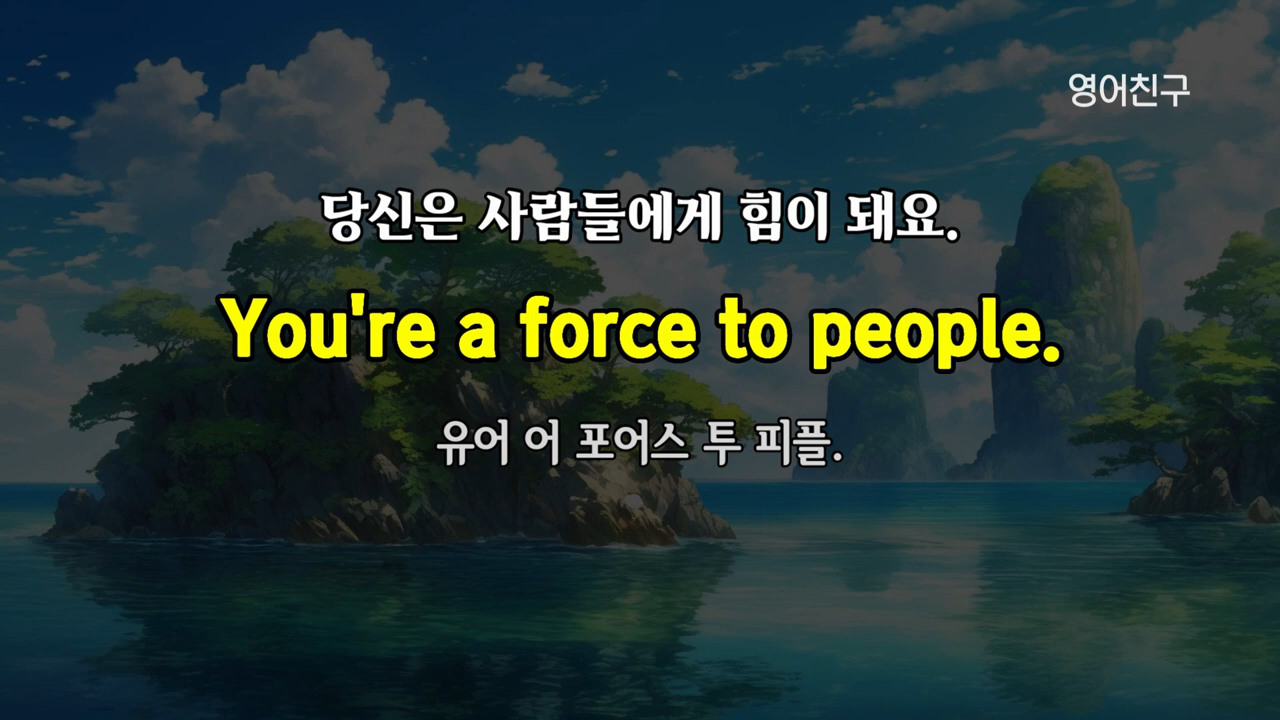 영어친구
당신은 사람들에게 힘이 돼요.
You're a force to people.
유어 어 포어스 투 피플.